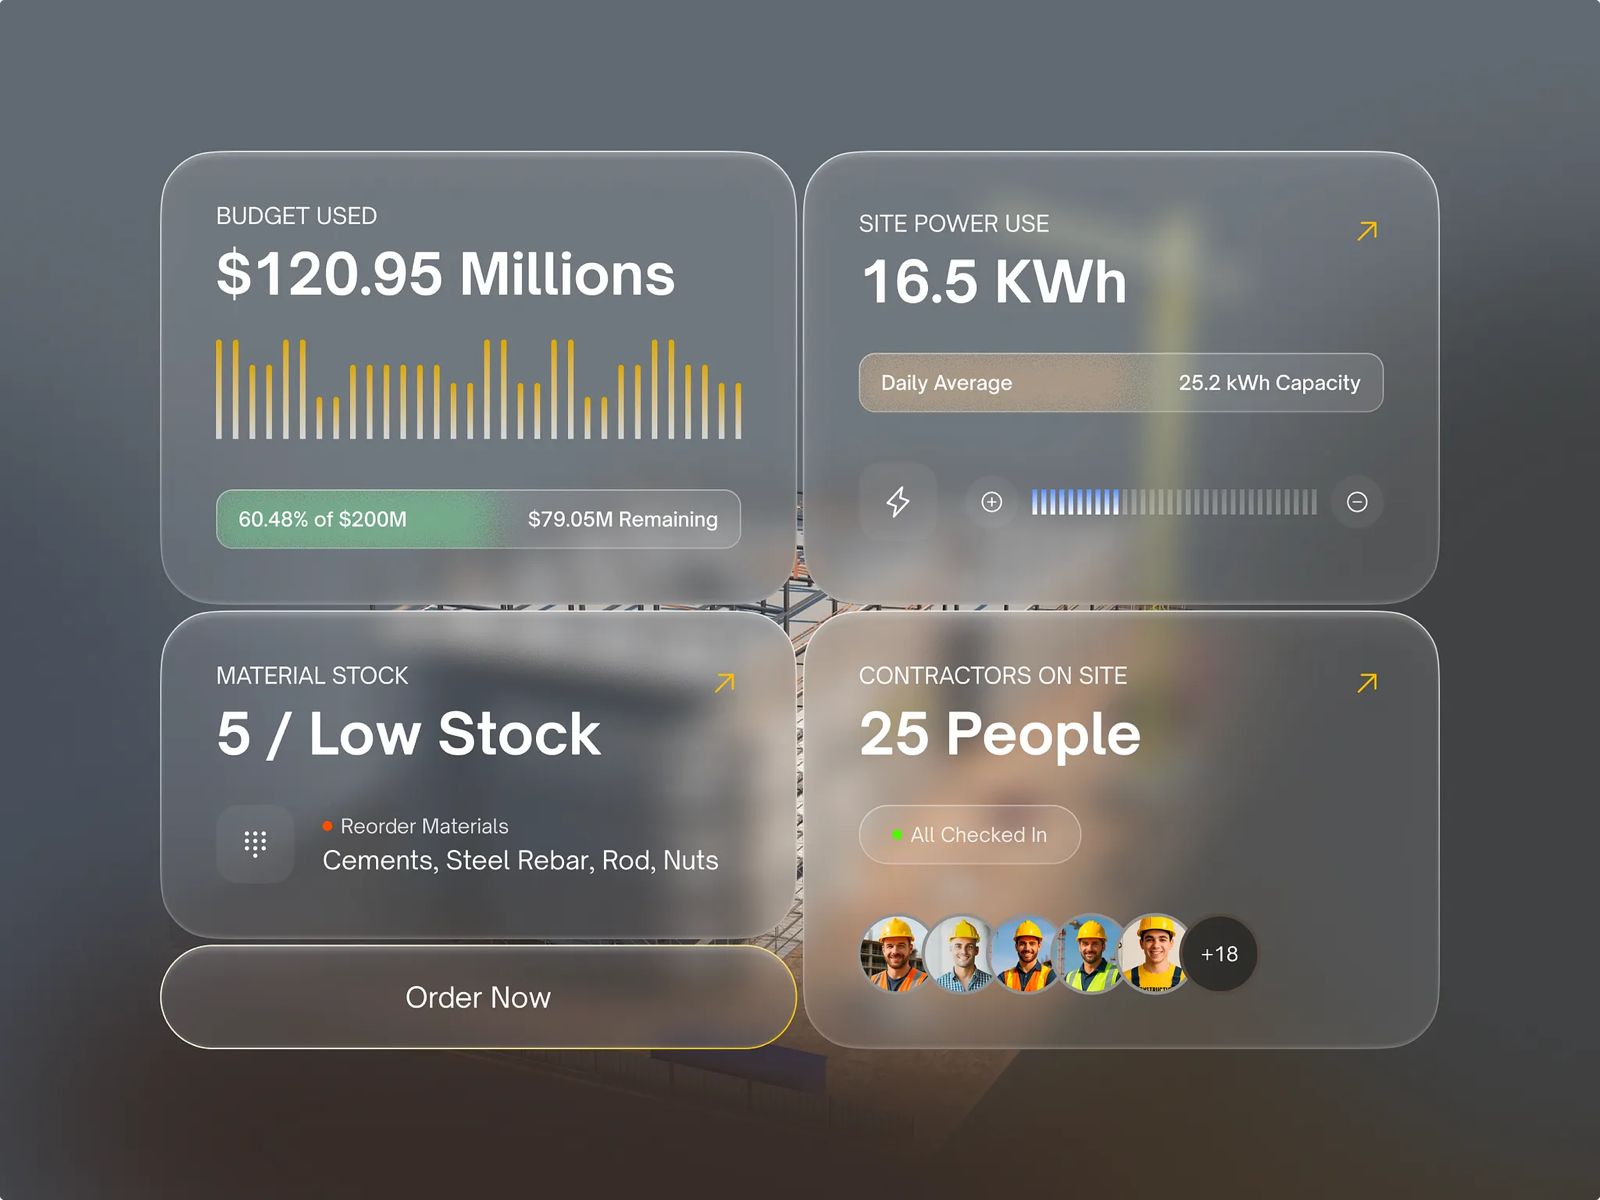 BUDGET USED
$120.95 Millions
60.48% of $200M
$79.05M Remaining
SITE POWER USE
16.5 KWh
Daily Average
25.2 kWh Capacity
MATERIAL STOCK
5 / Low Stock
Reorder Materials
Cements, Steel Rebar, Rod, Nuts
Order Now
CONTRACTORS ON SITE
25 People
All Checked In
+18